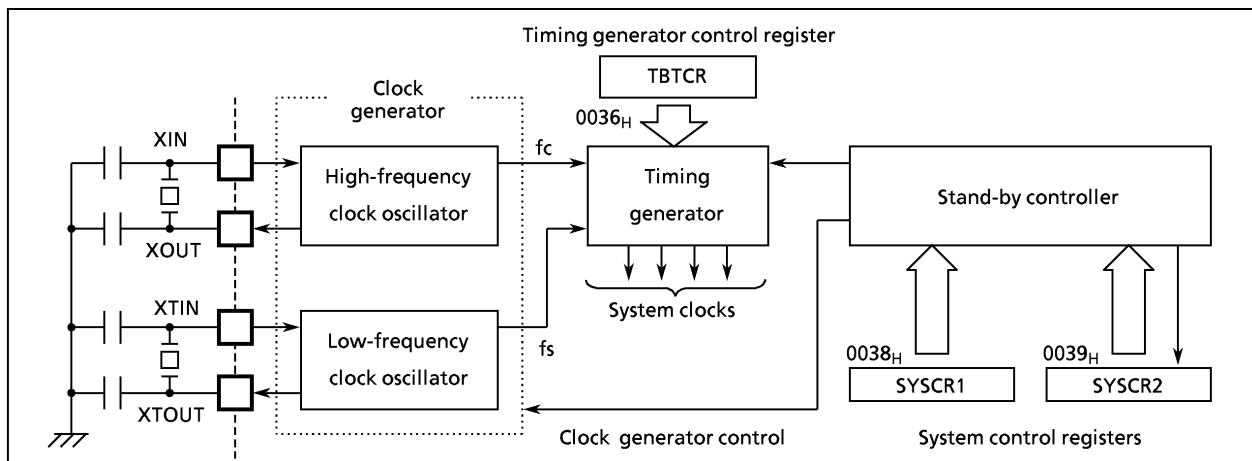 Timing generator control register
TBTCR
0036H
Clock
generator
XIN
XOUT
High-frequency
clock oscillator
fc
Timing
generator
Stand-by controller
System clocks
XTIN
XTOUT
Low-frequency
clock oscillator
fs
0038H
SYSCR1
0039H
SYSCR2
Clock generator control
System control registers